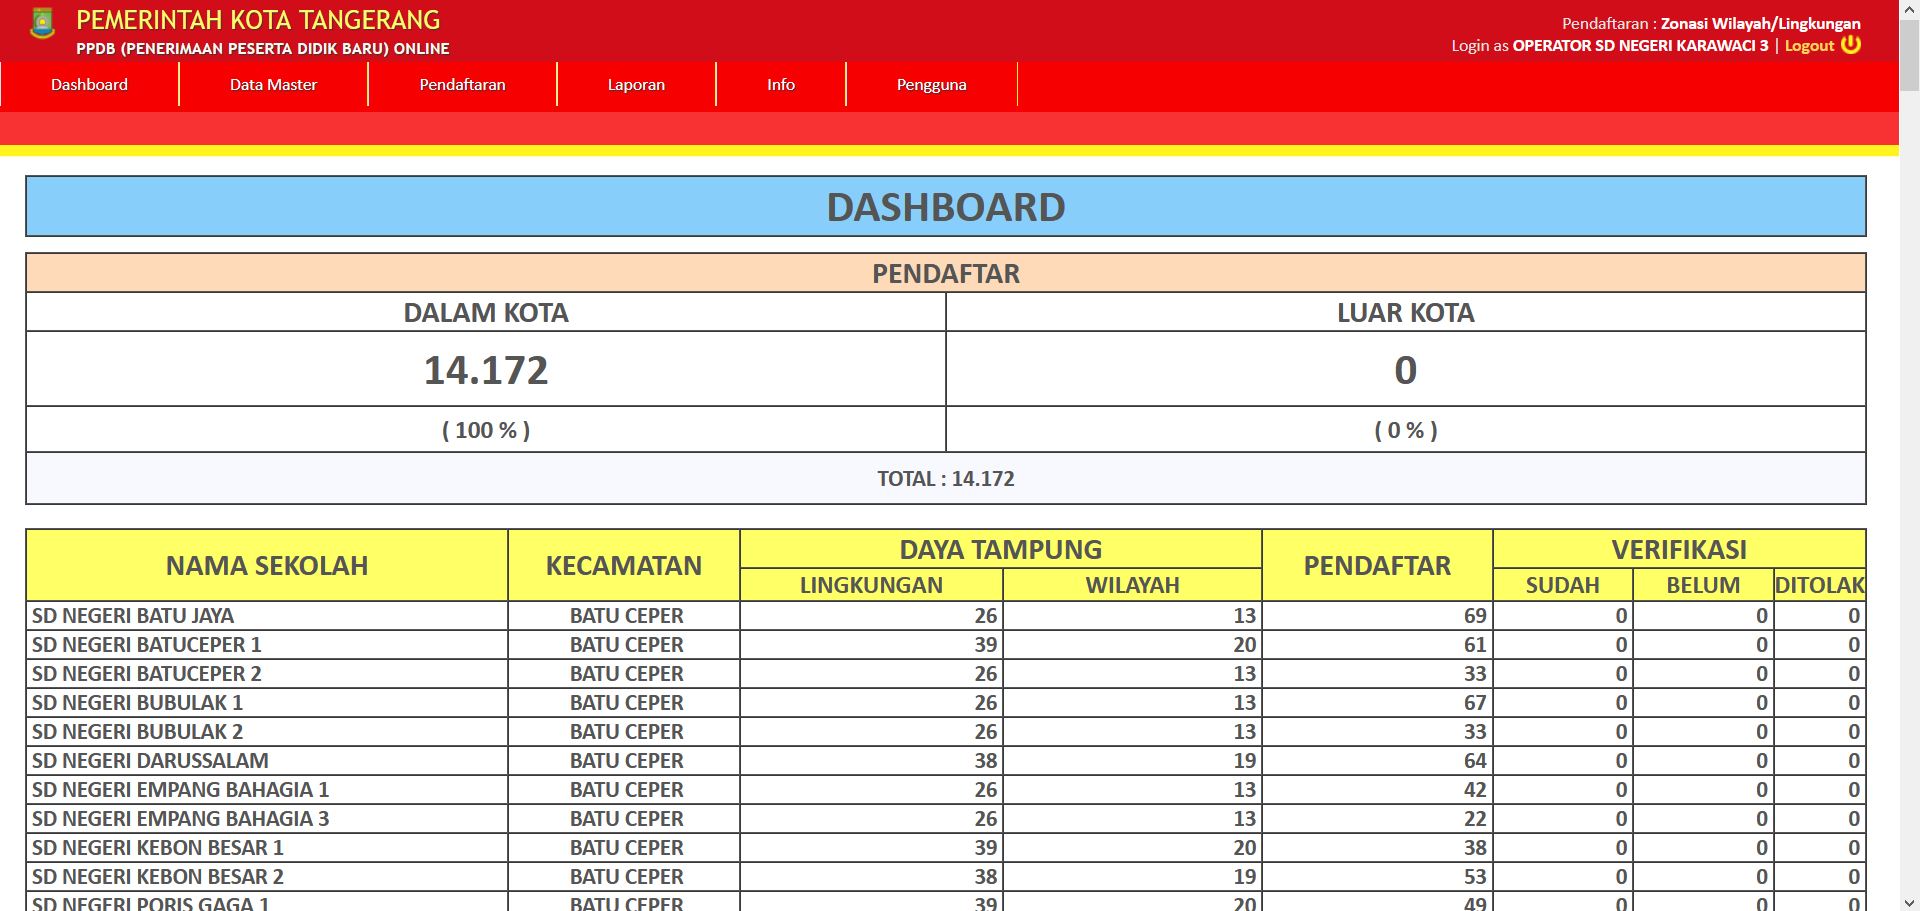 PEMERINTAH KOTA TANGERANG
PPDB (PENERIMAAN PESERTA DIDIK BARU) ONLINE
Pendaftaran : Zonasi Wilayah/Lingkungan
Login as OPERATOR SD NEGERI KARAWACI 3 | Logout
Dashboard Data Master Pendaftaran Laporan Info Pengguna
DASHBOARD
PENDAFTAR
DALAM KOTA LUAR KOTA
14.172 0
( 100 % ) ( 0 % )
TOTAL : 14.172
NAMA SEKOLAH KECAMATAN DAYA TAMPUNG PENDAFTAR VERIFIKASI
LINGKUNGAN WILAYAH SUDAH BELUM DITOLAK
SD NEGERI BATU JAYA BATU CEPER 26 13 69 0 0 0
SD NEGERI BATUCEPER 1 BATU CEPER 39 20 61 0 0 0
SD NEGERI BATUCEPER 2 BATU CEPER 26 13 33 0 0 0
SD NEGERI BUBULAK 1 BATU CEPER 26 13 67 0 0 0
SD NEGERI BUBULAK 2 BATU CEPER 26 13 33 0 0 0
SD NEGERI DARUSSALAM BATU CEPER 38 19 64 0 0 0
SD NEGERI EMPANG BAHAGIA 1 BATU CEPER 26 13 42 0 0 0
SD NEGERI EMPANG BAHAGIA 3 BATU CEPER 26 13 22 0 0 0
SD NEGERI KEBON BESAR 1 BATU CEPER 39 20 38 0 0 0
SD NEGERI KEBON BESAR 2 BATU CEPER 38 19 53 0 0 0
SD NEGERI PORIS GAGA 1 BATU CEPER 39 20 49 0 0 0